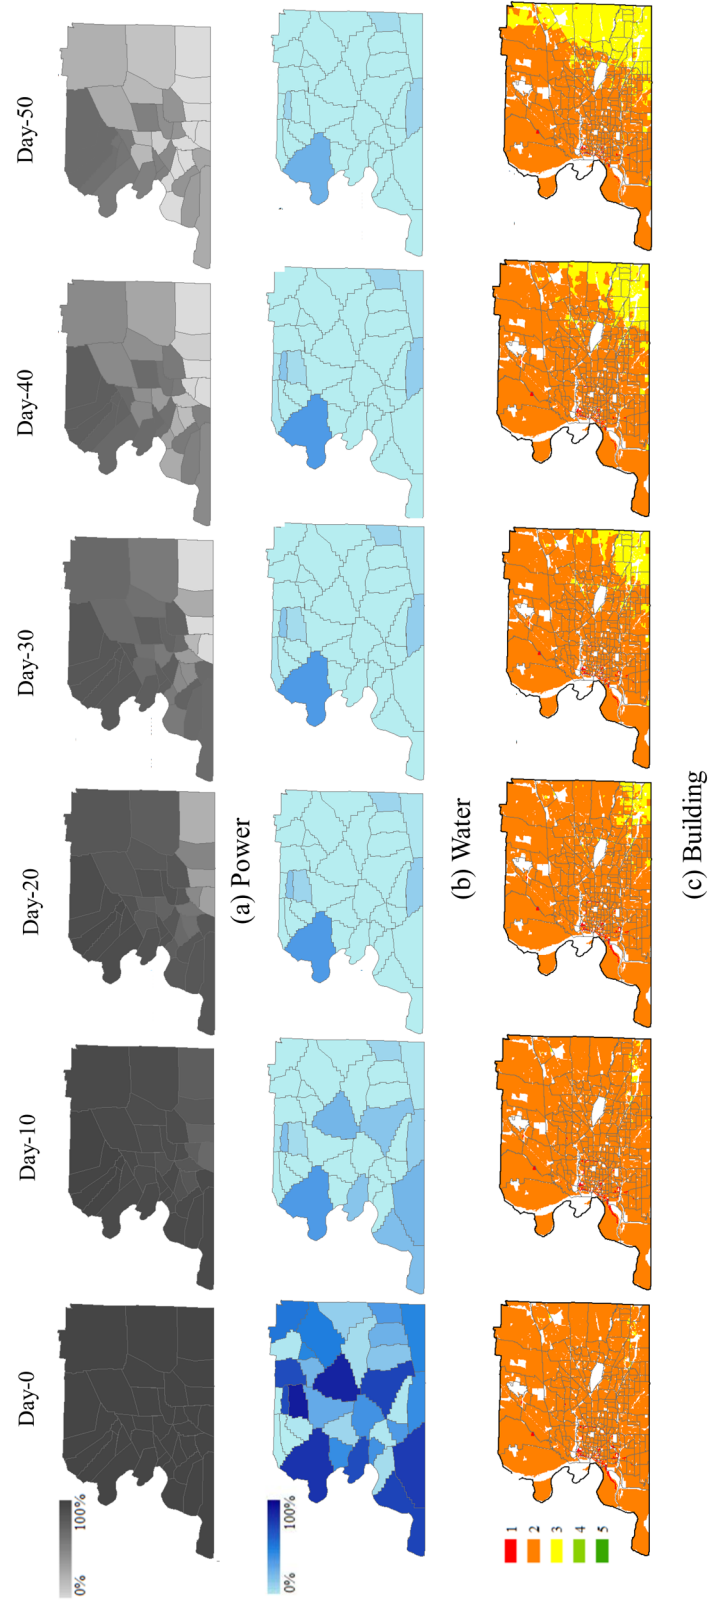 Day-0
Day-10
Day-20
Day-30
Day-40
Day-50
0%
100%
(a) Power
0%
100%
(b) Water
1
2
3
4
5
(c) Building